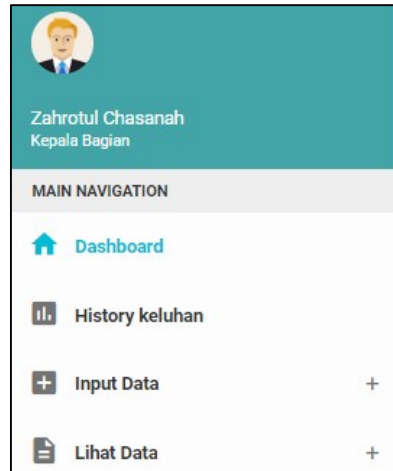 Zahrotul Chasanah
Kepala Bagian
MAIN NAVIGATION
Dashboard
History keluhan
Input Data +
Lihat Data +